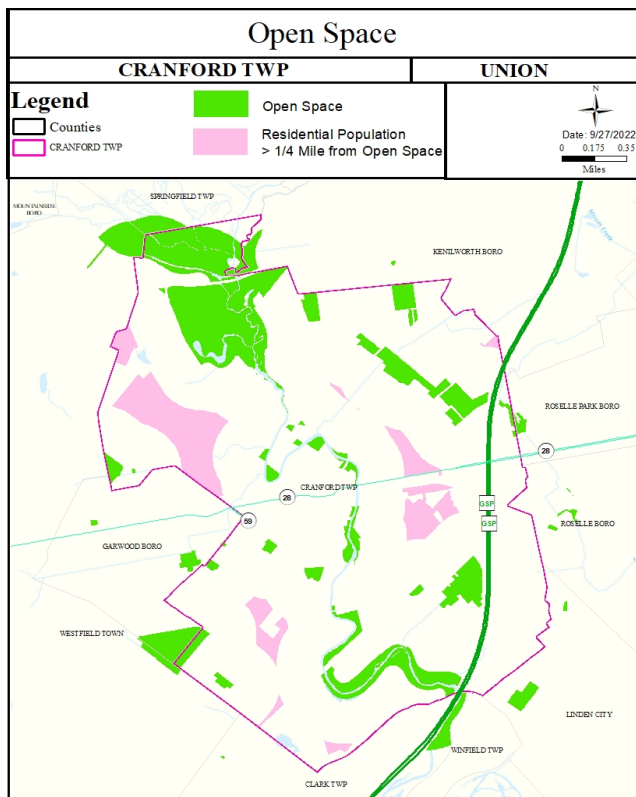 Open Space
CRANFORD TWP
UNION
Legend
Counties
CRANFORD TWP
Open Space
Residential Population
> 1/4 Mile from Open Space
N
Date: 9/27/2022
0 0.175 0.35
Miles
SPRINGFIELD TWP
MOUNTAINSIDE
BORO
KENILWORTH BORO
ROSELLE PARK BORO
28
28
CRANFORD TWP
GSP
GSP
59
ROSELLE BORO
GARWOOD BORO
WESTFIELD TOWN
LINDEN CITY
WINFIELD TWP
CLARK TWP